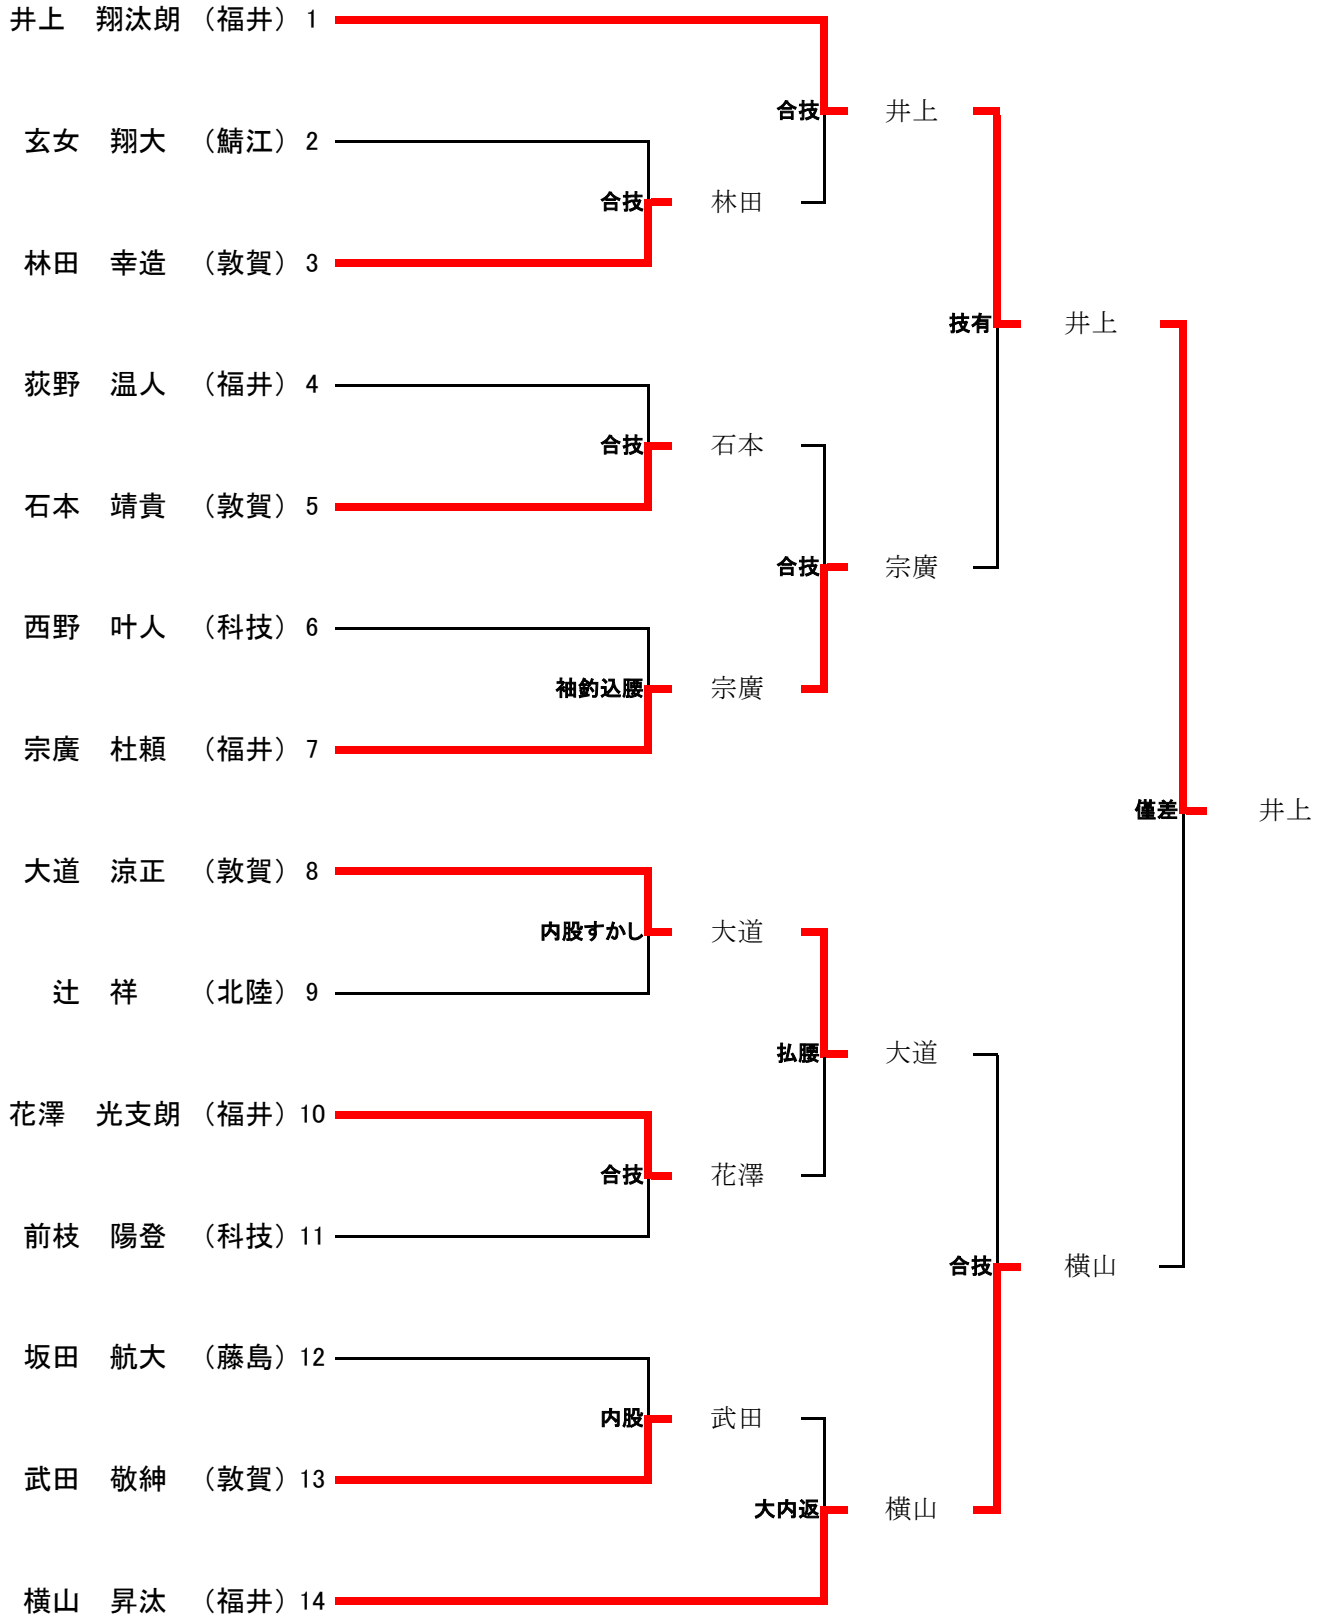 井上　翔汰朗 （福井） 1
合技 井上
玄女　翔大 （鯖江） 2
合技 林田
林田　幸造 （敦賀） 3
技有 井上
荻野　温人 （福井） 4
合技 石本
石本　靖貴 （敦賀） 5
合技 宗廣
西野　叶人 （科技） 6
袖釣込腰 宗廣
宗廣　杜頼 （福井） 7
僅差 井上
大道　涼正 （敦賀） 8
内股すかし 大道
辻　祥 （北陸） 9
払腰 大道
花澤　光支朗 （福井） 10
合技 花澤
前枝　陽登 （科技） 11
合技 横山
坂田　航大 （藤島） 12
内股 武田
武田　敬紳 （敦賀） 13
大内返 横山
横山　昇汰 （福井） 14